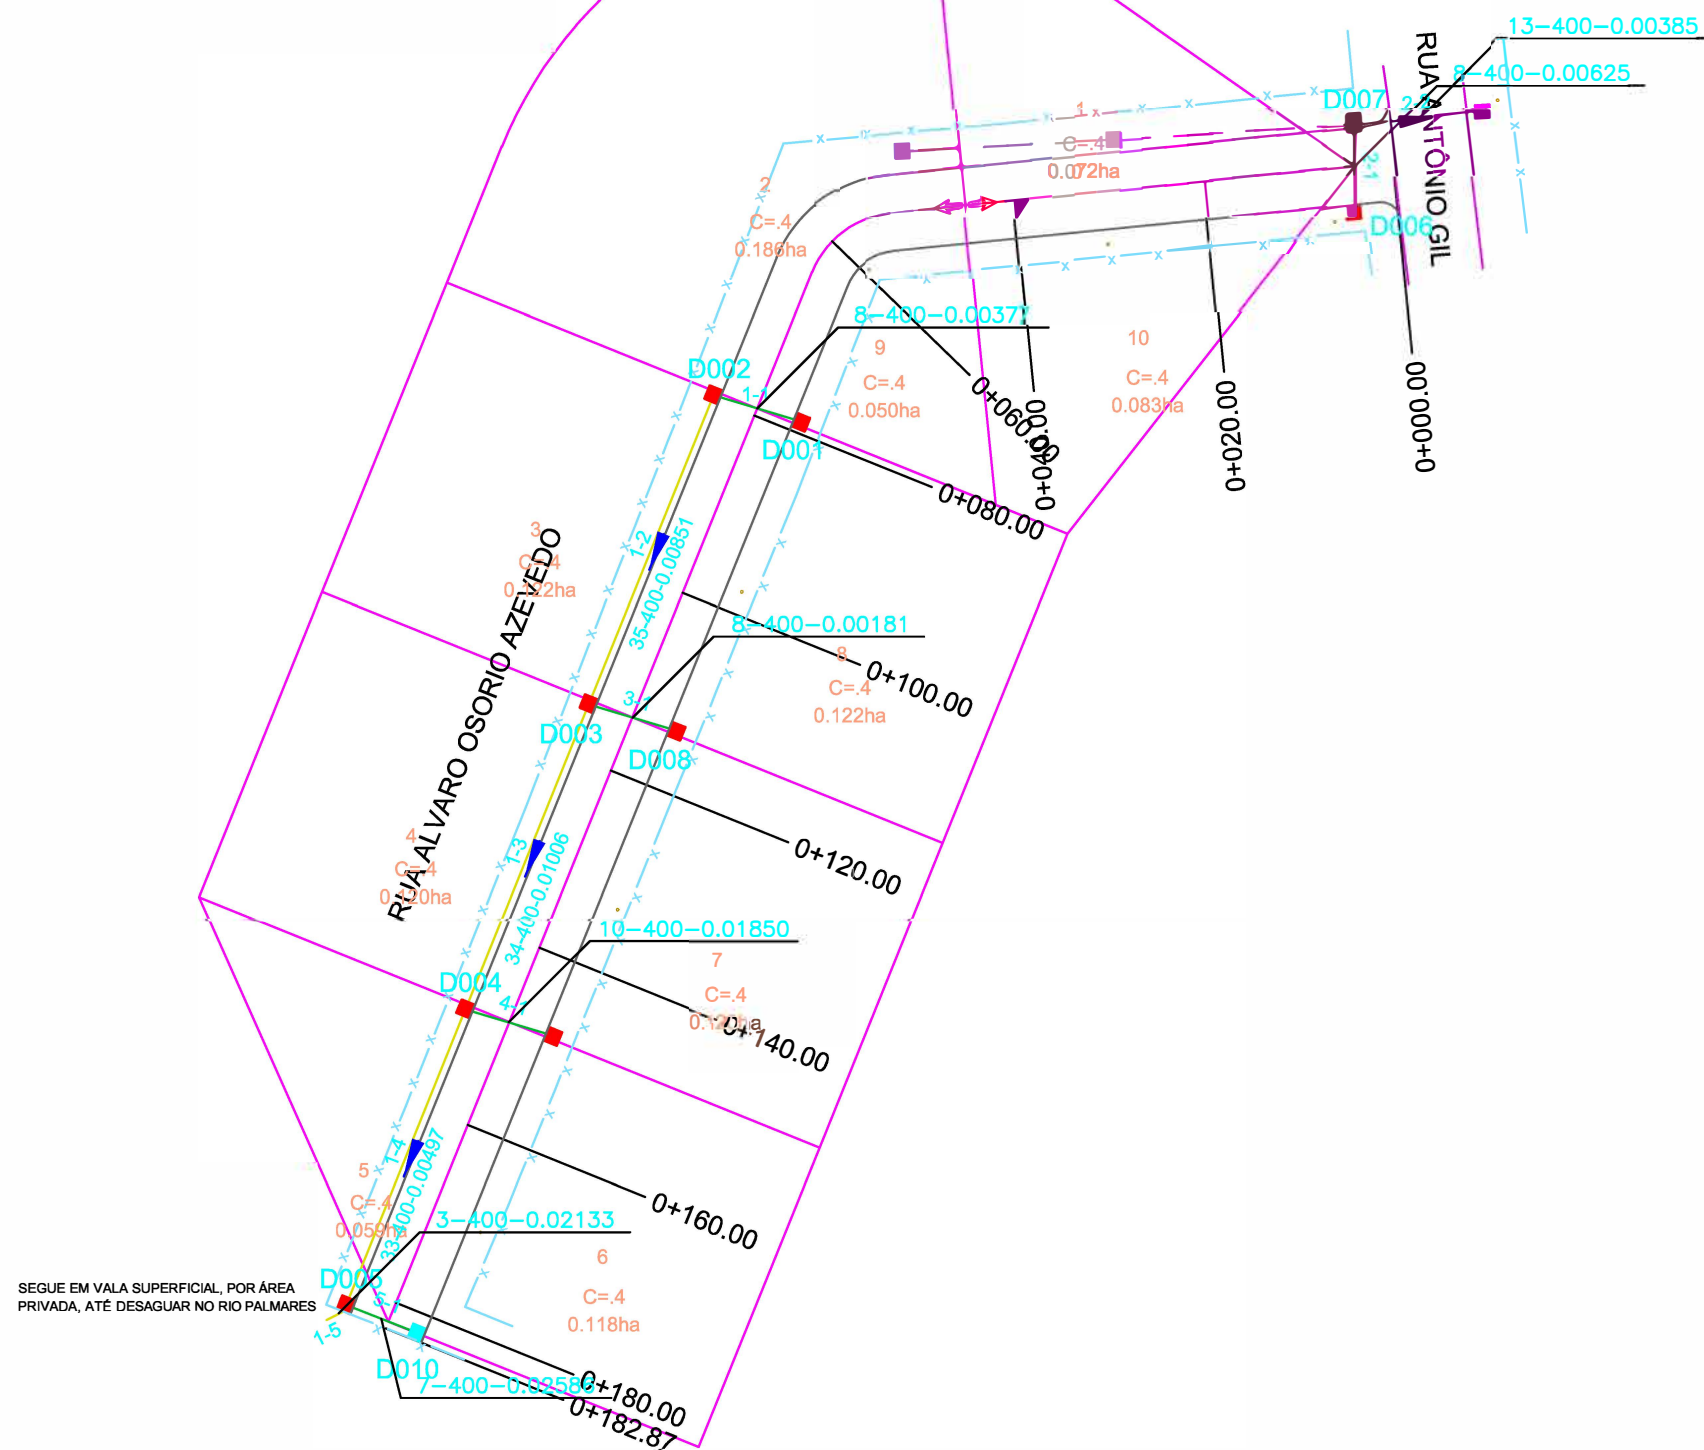 13-400-0.00385
8-400-0.00625
RUA ANTÔNIO GIL
D007
2-2
2-1
D006
1
C=.4
0.072ha
2
C=.4
0.186ha
8-400-0.00377
9
C=.4
0.050ha
10
C=.4
0.083ha
0+000.00
0+020.00
0+040.00
0+060.00
0+080.00
D002
1-1
D001
3
C=.4
0.122ha
1-2
35-400-0.00851
RUA ALVARO OSORIO AZEVEDO
8-400-0.00181
8
C=.4
0.122ha
0+100.00
D003
3-1
D008
0+120.00
4
C=.4
0.120ha
1-3
34-400-0.01006
10-400-0.01850
7
C=.4
0+140.00
D004
4-1
5
C=.4
0.059ha
1-4
33-400-0.00497
0+160.00
3-400-0.02133
6
C=.4
0.118ha
D005
SEGUE EM VALA SUPERFICIAL, POR ÁREA
PRIVADA, ATÉ DESAGUAR NO RIO PALMARES
1-5
D010
0+180.00
0+182.87